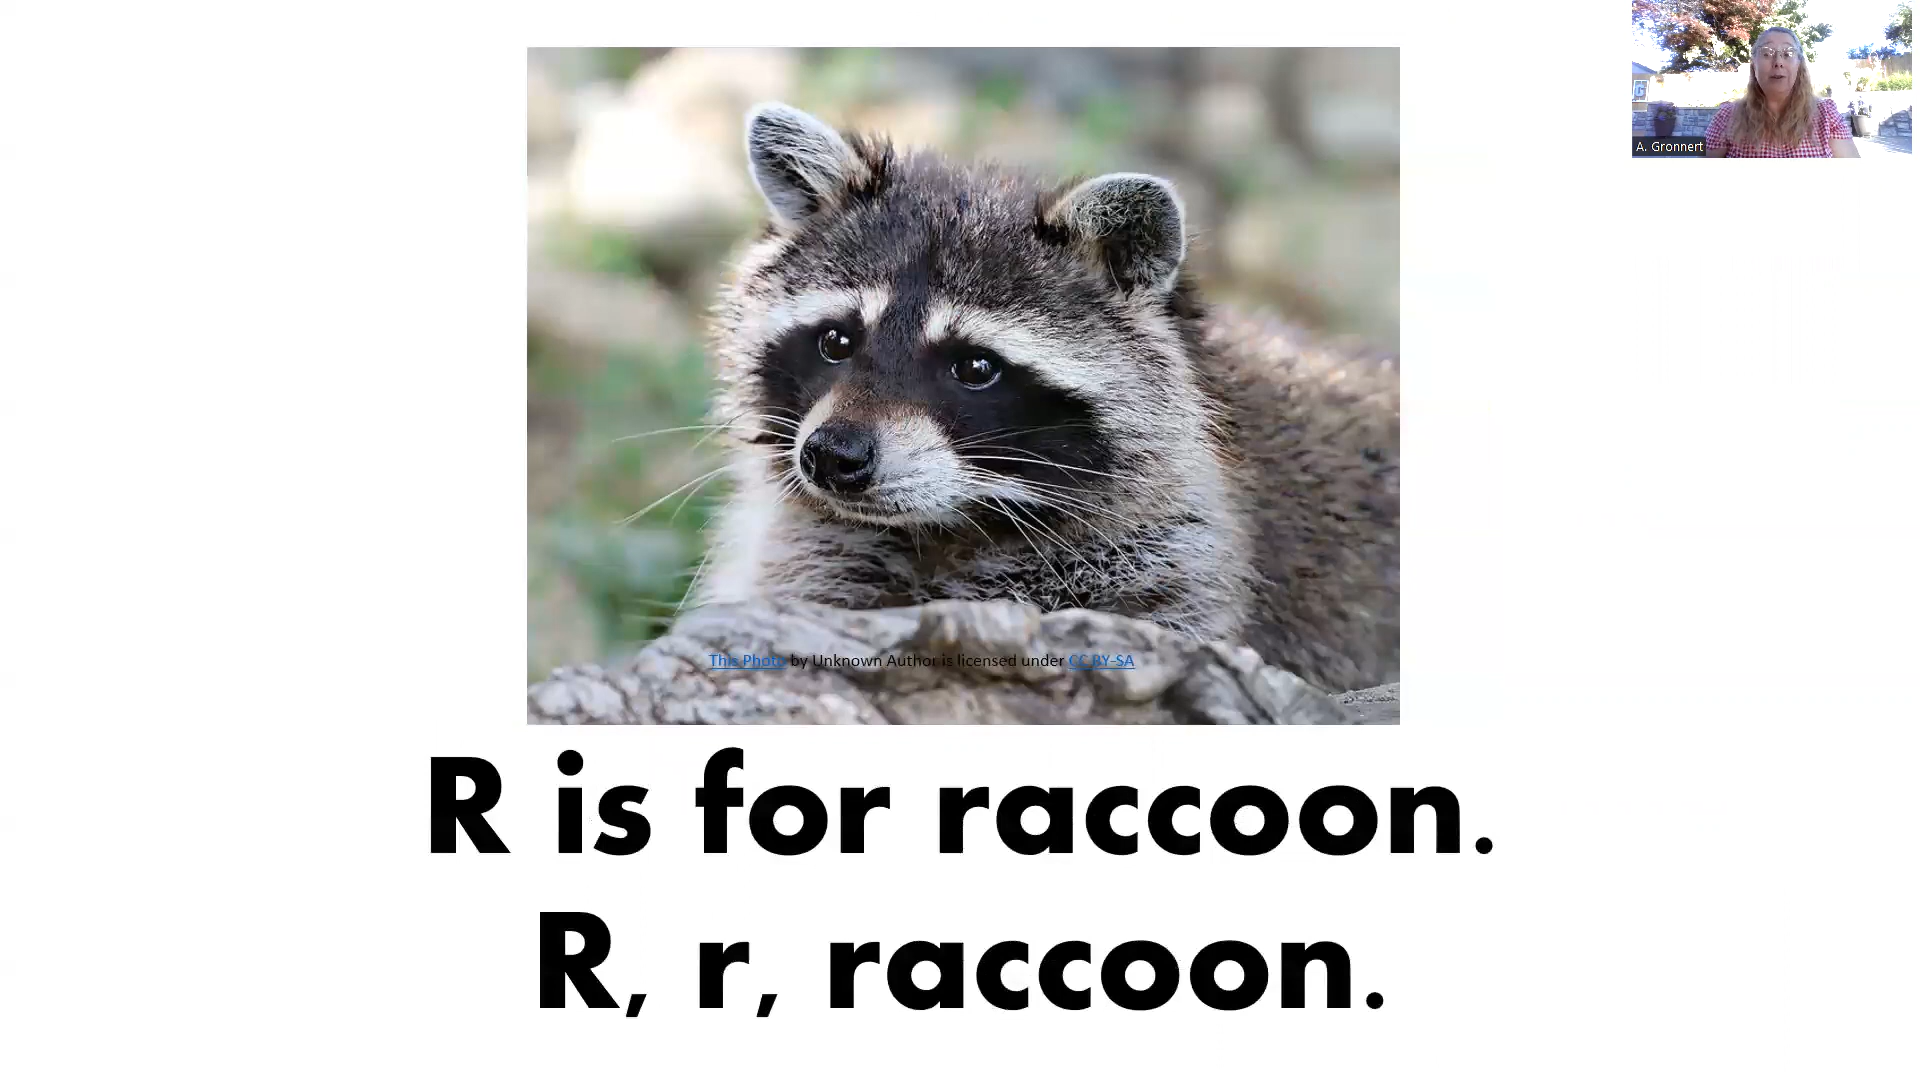 A. Gronnert
This Photo by Unknown Author is licensed under CC BY-SA
R is for raccoon.
R, r, raccoon.